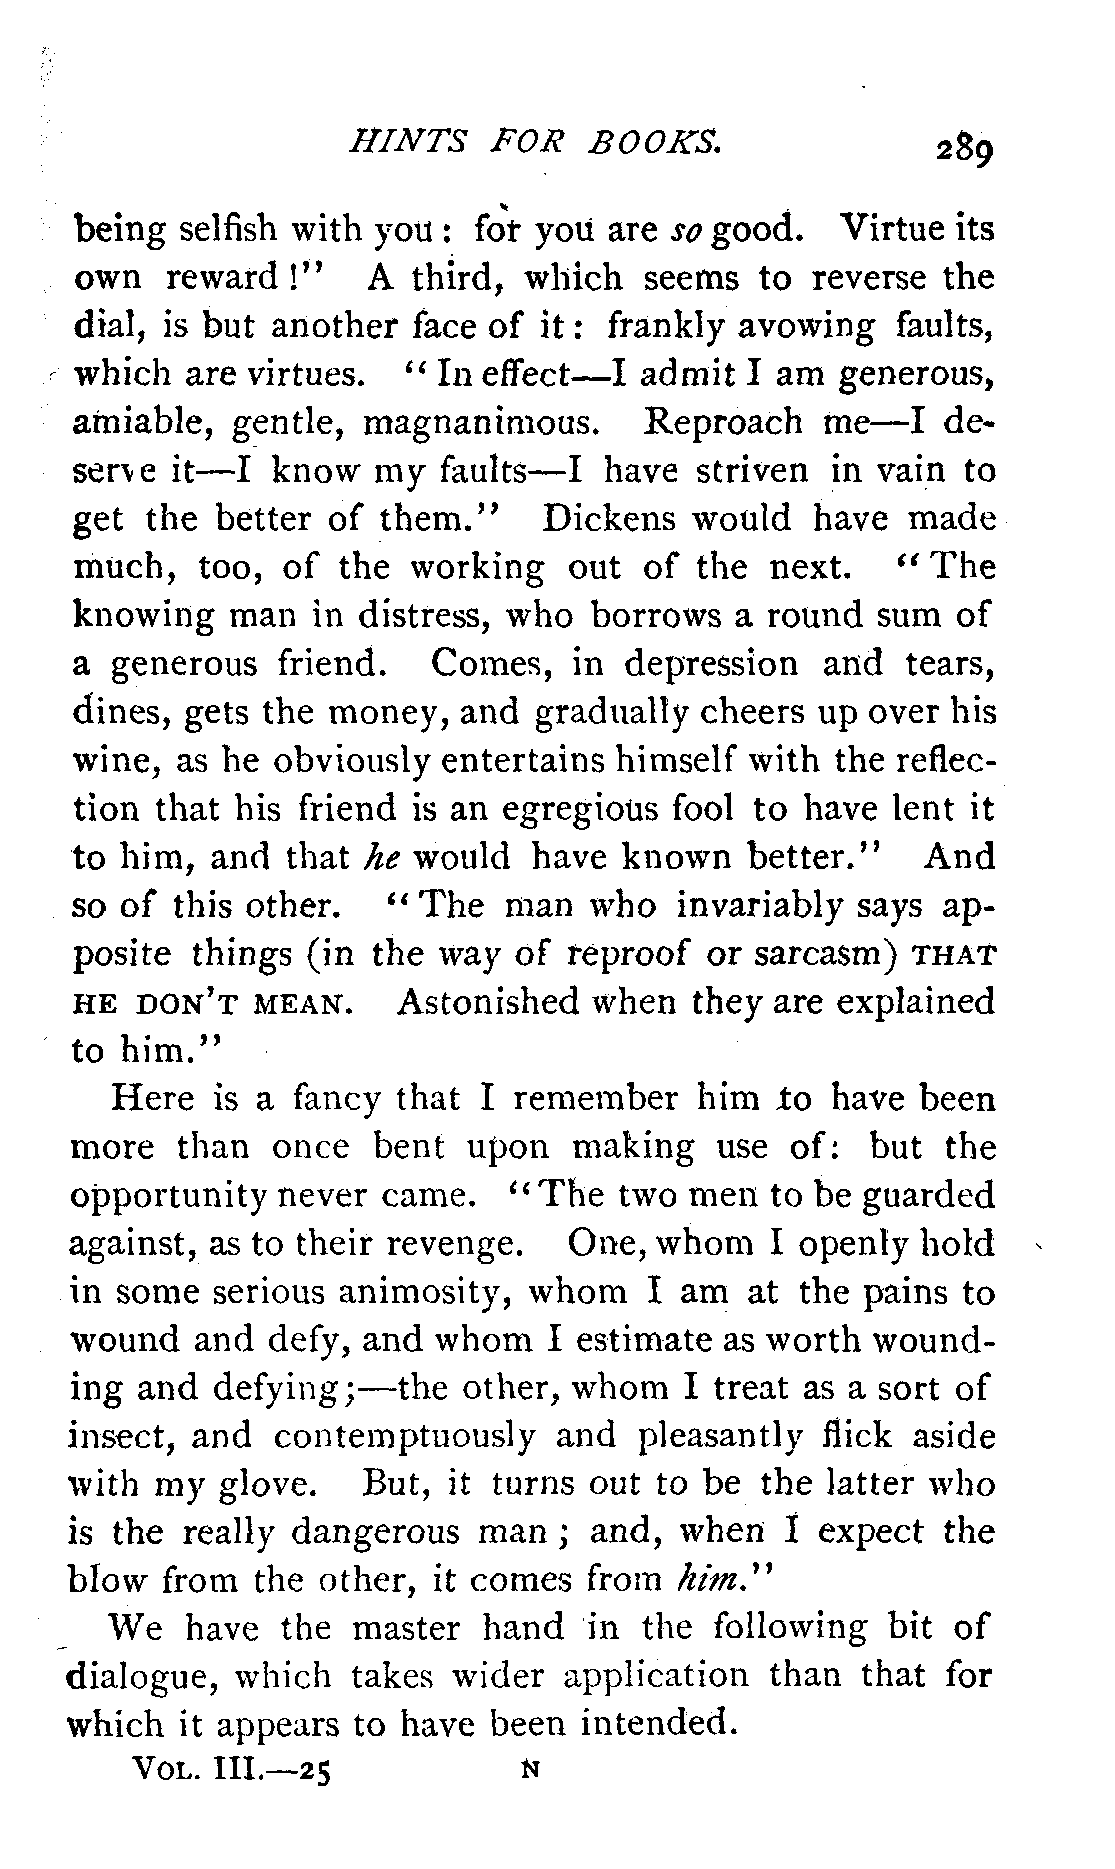 HINTS FOR BOOKS. 289
being selfish with you : for you are so good. Virtue its
own reward !" A third, which seems to reverse the
dial, is but another face of it : frankly avowing faults,
which are virtues. " In effect—I admit I am generous,
amiable, gentle, magnanimous. Reproach me—I de-
serve it—I know my faults—I have striven in vain to
get the better of them." Dickens would have made
much, too, of the working out of the next. " The
knowing man in distress, who borrows a round sum of
a generous friend. Comes, in depression and tears,
dines, gets the money, and gradually cheers up over his
wine, as he obviously entertains himself with the reflec-
tion that his friend is an egregious fool to have lent it
to him, and that he would have known better." And
so of this other. " The man who invariably says ap-
posite things (in the way of reproof or sarcasm) THAT
HE DON'T MEAN. Astonished when they are explained
to him."
Here is a fancy that I remember him to have been
more than once bent upon making use of: but the
opportunity never came. " The two men to be guarded
against, as to their revenge. One, whom I openly hold
in some serious animosity, whom I am at the pains to
wound and defy, and whom I estimate as worth wound-
ing and defying;—the other, whom I treat as a sort of
insect, and contemptuously and pleasantly flick aside
with my glove. But, it turns out to be the latter who
is the really dangerous man ; and, when I expect the
blow from the other, it comes from him."
We have the master hand in the following bit of
dialogue, which takes wider application than that for
which it appears to have been intended.
VOL. III.—25 N